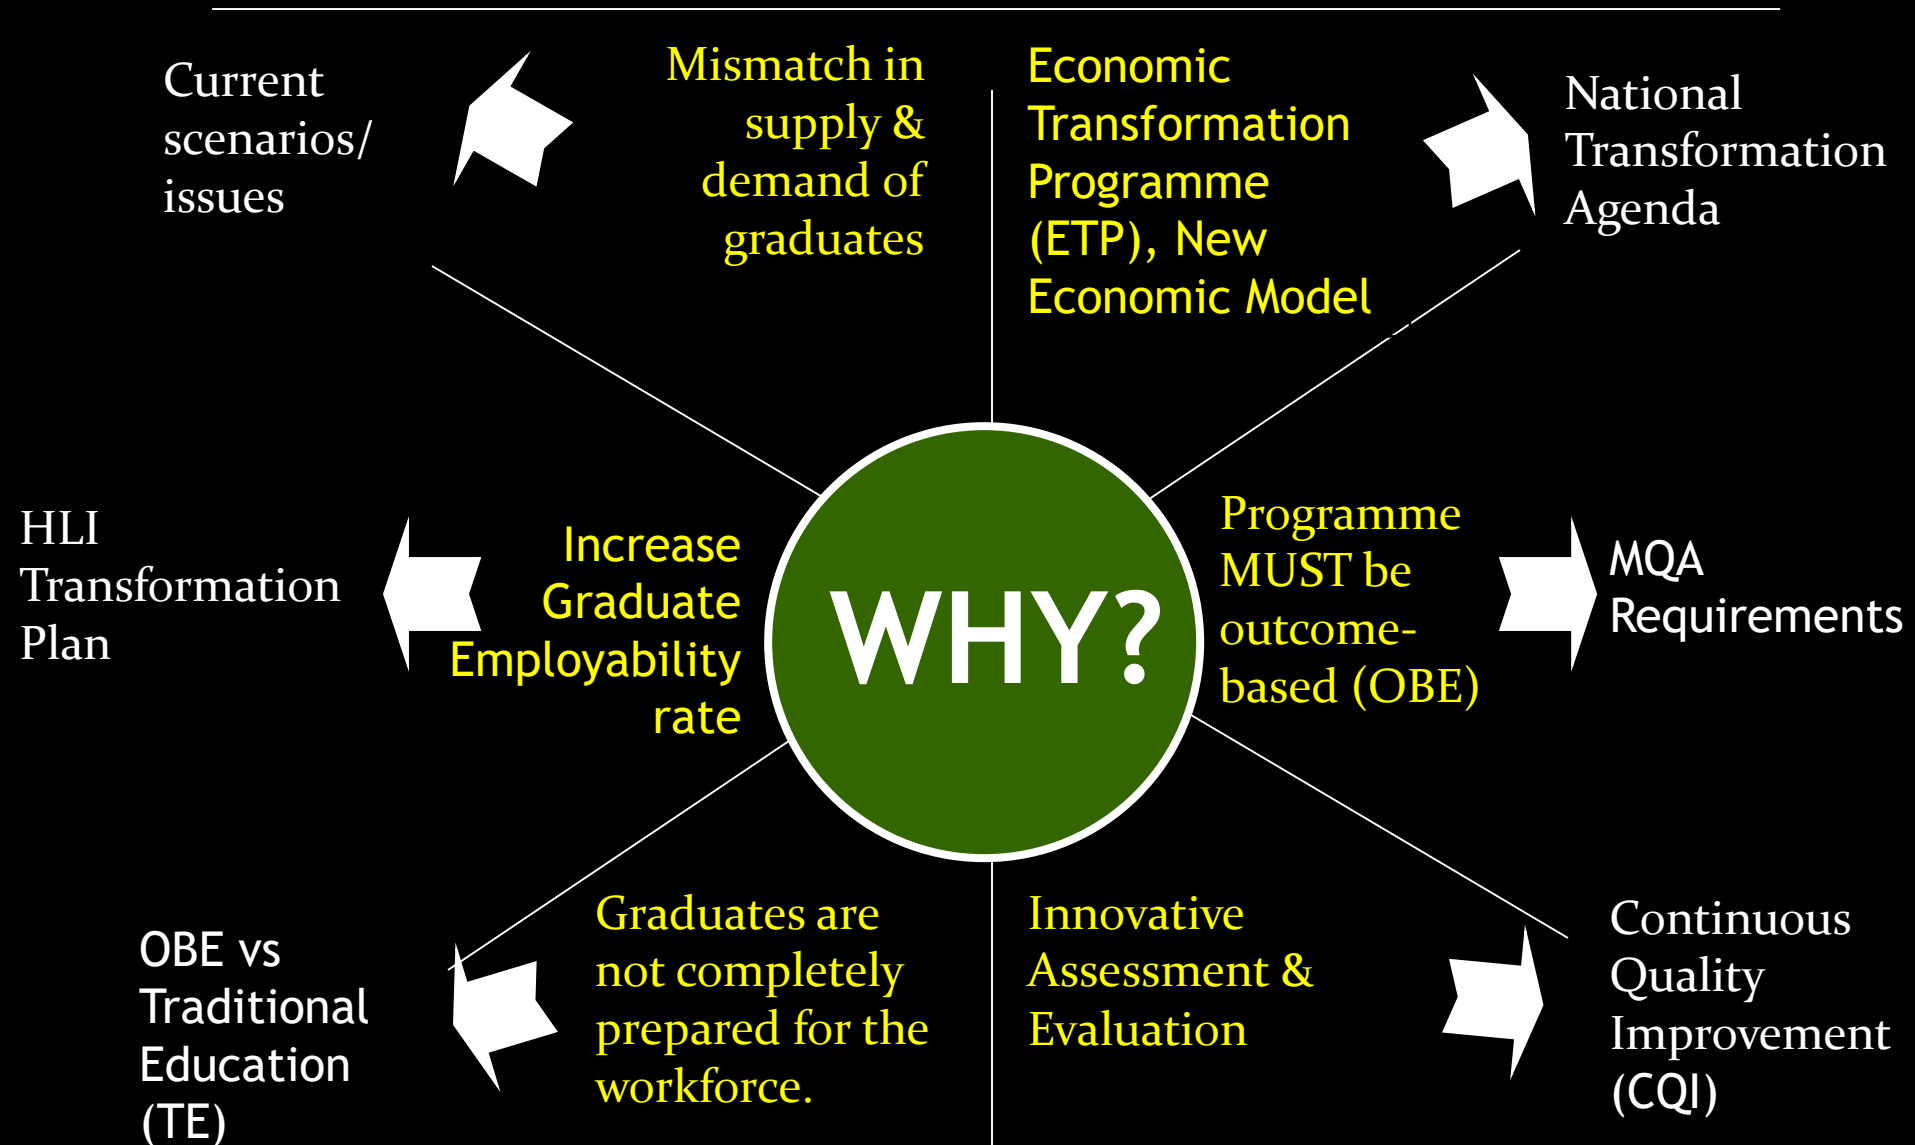 Current
scenarios/
issues
Mismatch in
supply &
demand of
graduates
Economic
Transformation
Programme
(ETP), New
Economic Model
National
Transformation
Agenda
HLI
Transformation
Plan
Increase
Graduate
Employability
rate
WHY?
Programme
MUST be
outcome-
based (OBE)
MQA
Requirements
OBE vs
Traditional
Education
(TE)
Graduates are
not completely
prepared for the
workforce.
Innovative
Assessment &
Evaluation
Continuous
Quality
Improvement
(CQI)